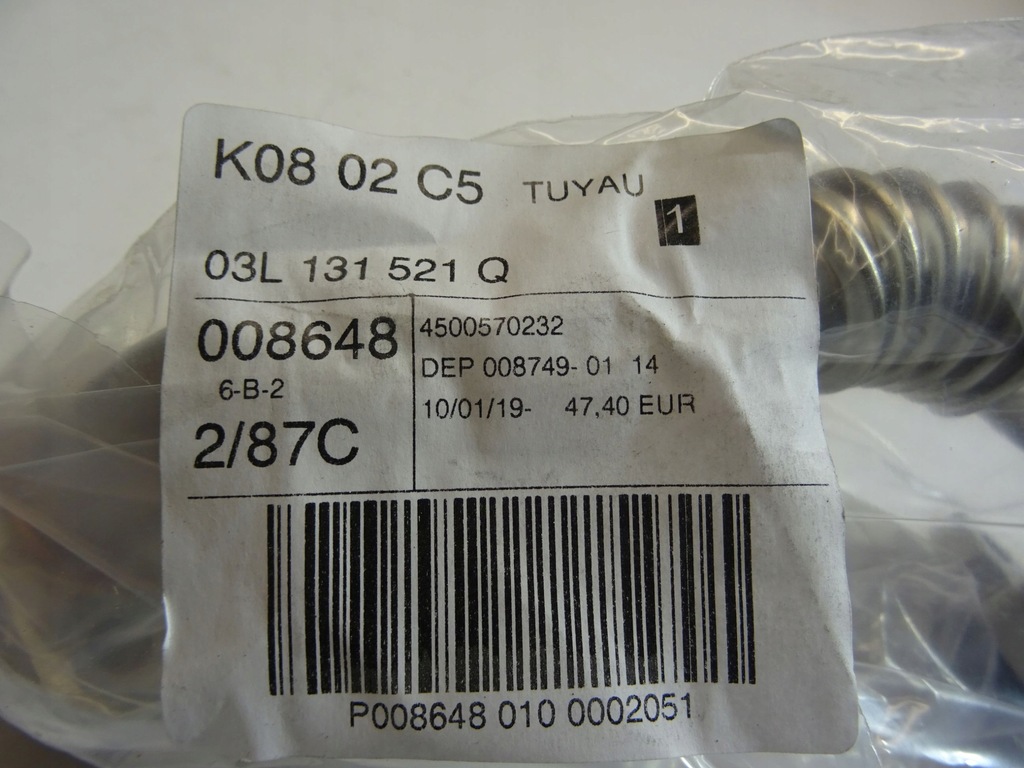 K08 02 C5 TUYAU 1
03L 131 521 Q
008648
6-B-2
2/87C
4500570232
DEP 008749- 01 14
10/01/19- 47,40 EUR
P008648 010 0002051